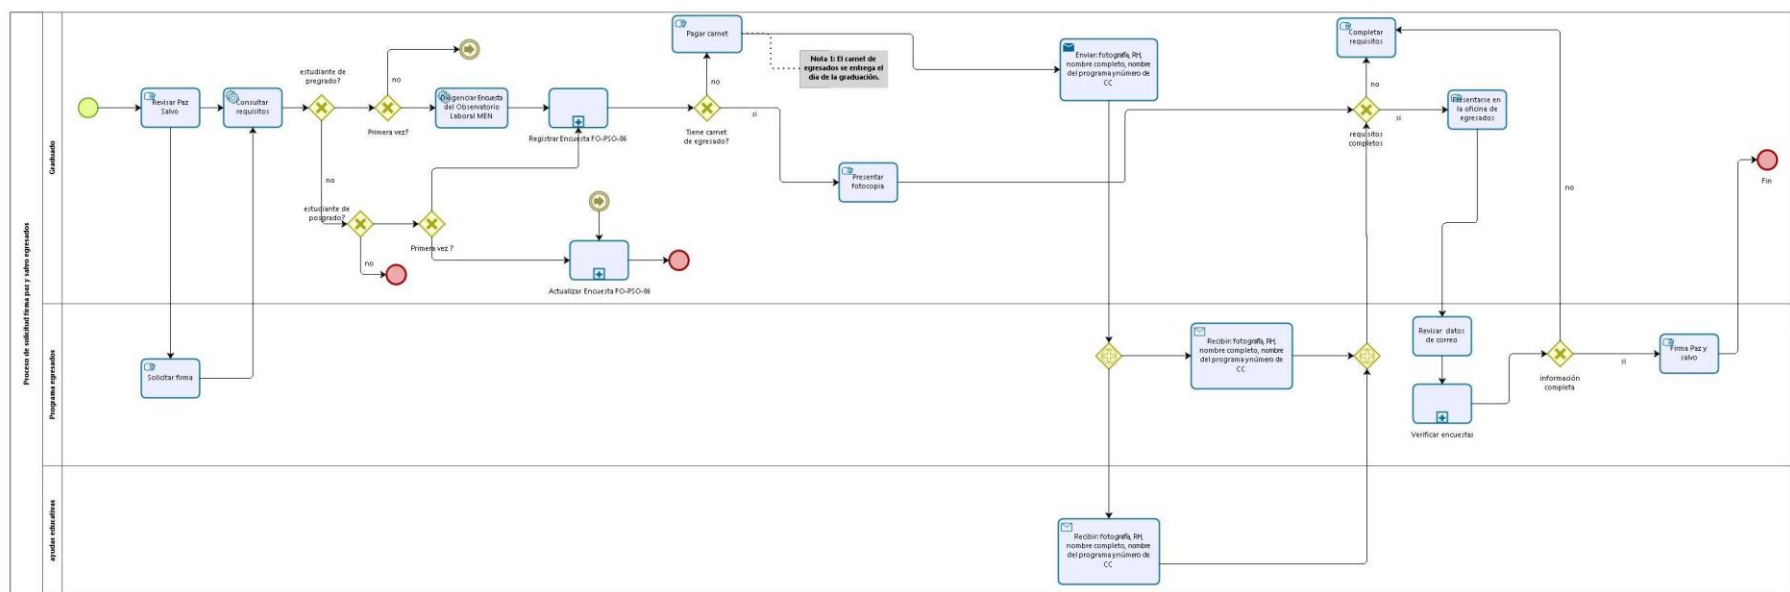 Proceso de solicitud firma paz y salvo egresados
Graduado
Revisar Paz
Salvo
Consultar
requisitos
estudiante de
pregrado?
no
Primera vez?
no
Diligenciar Encuesta
del Observatorio
Laboral MEN
Registrar Encuesta FO-PSO-86
Pagar carnet
Nota 1: El carnet de
egresados se entrega el
dia de la graduación.
no
Tiene carnet
de egresado?
si
Presentar
fotocopia
Enviar: fotografía, RH,
nombre completo, nombre
del programa y número de
CC
Completar
requisitos
no
requisitos
completos
si
Presentarse en
la oficina de
egresados
no
Fin
estudiante de
posgrado?
no
Primera vez ?
Actualizar Encuesta FO-PSO-86
Programa egresados
Solicitar firma
Recibir: fotografía, RH,
nombre completo, nombre
del programa y número de
CC
Revisar datos
de correo
Verificar encuestas
información
completa
si
Firma Paz y
salvo
ayudas educativas
Recibir: fotografía, RH,
nombre completo, nombre
del programa y número de
CC